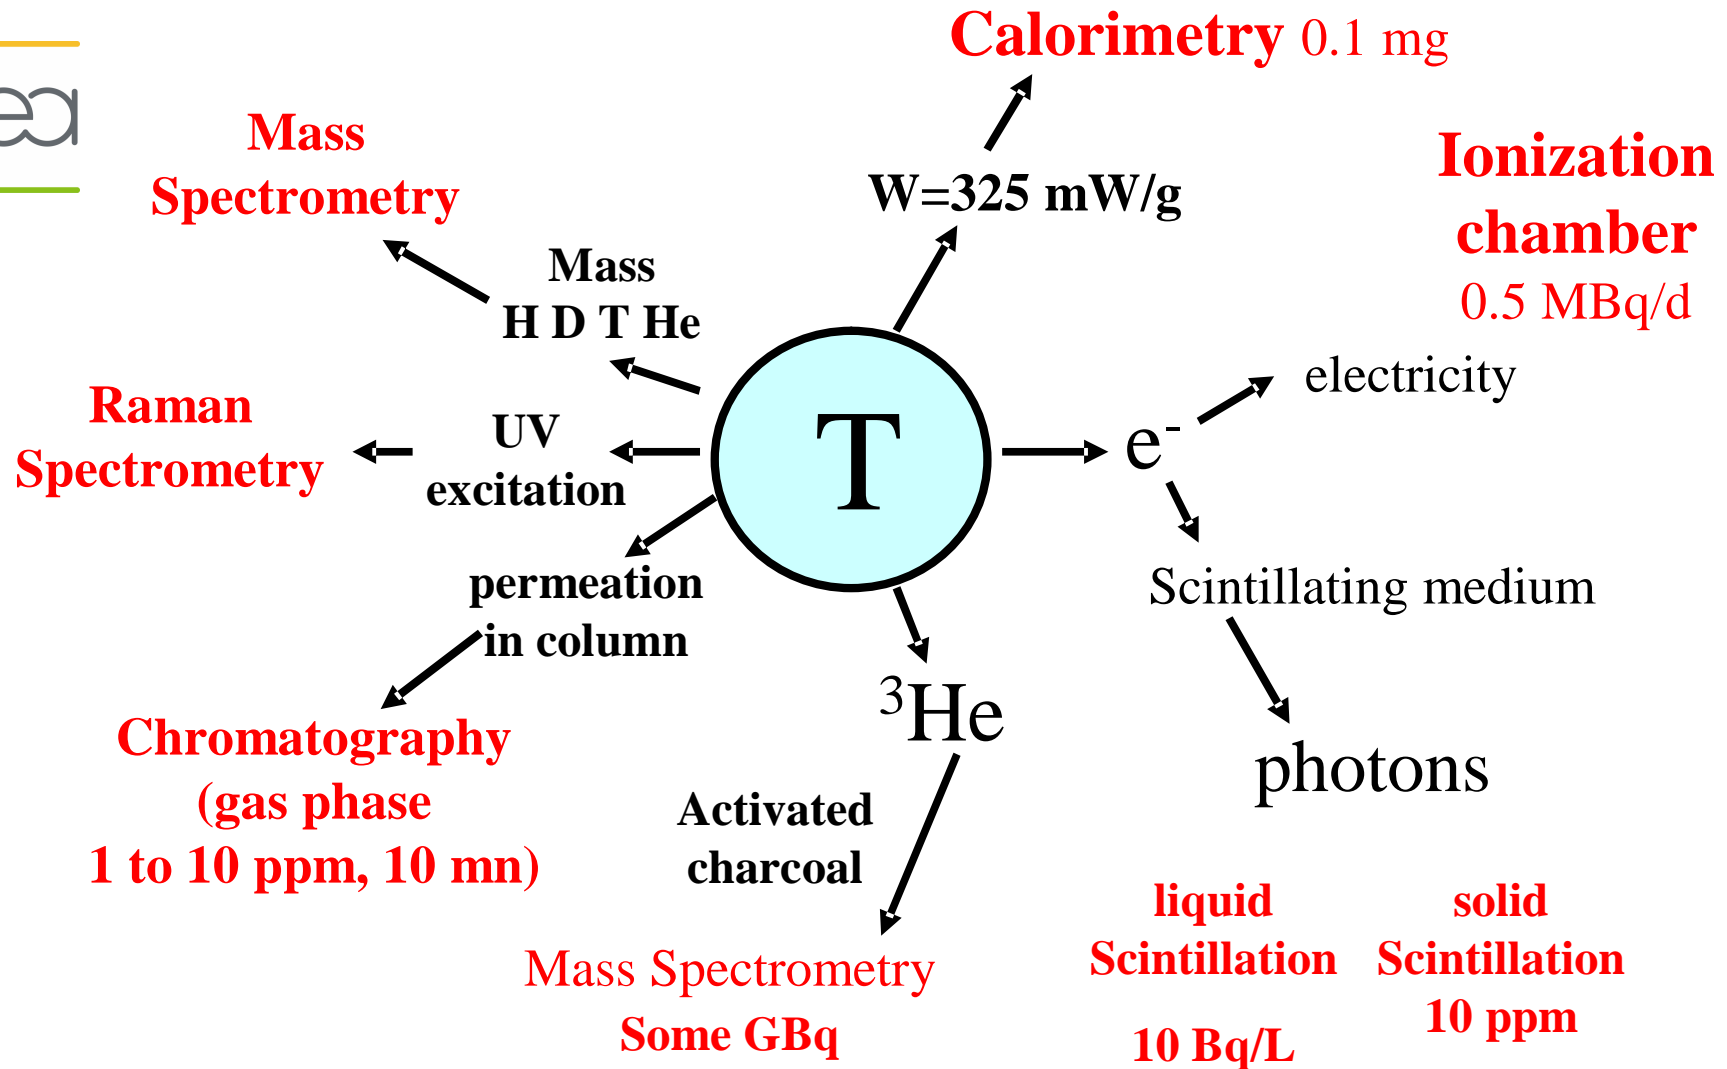 Calorimetry 0.1 mg
ea
Mass
Spectrometry
W=325 mW/g
Ionization
chamber
0.5 MBq/d
Mass
H D T He
electricity
Raman
Spectrometry
UV
excitation
T
e-
permeation
in column
Scintillating medium
³He
Chromatography
(gas phase
1 to 10 ppm, 10 mn)
photons
Activated
charcoal
Mass Spectrometry
Some GBq
liquid
Scintillation
10 Bq/L
solid
Scintillation
10 ppm